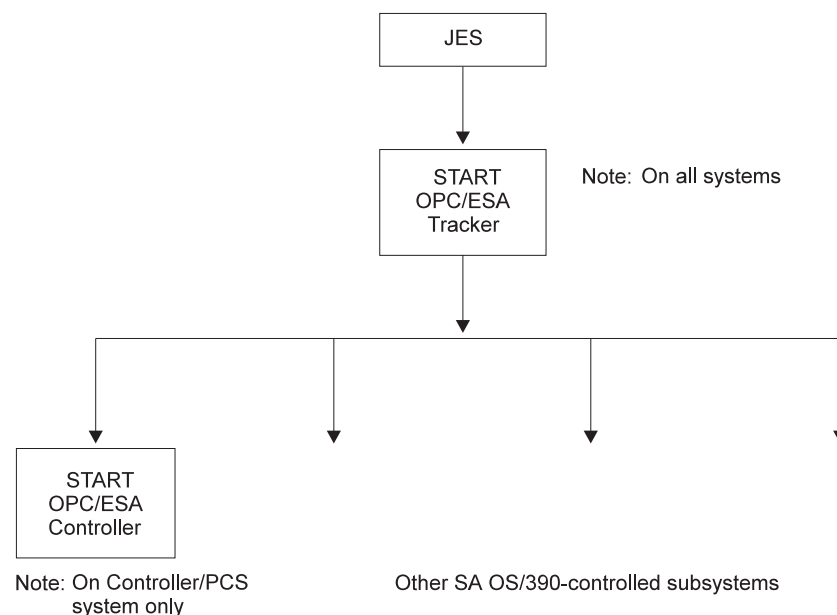 JES
START
OPC/ESA
Tracker
Note: On all systems
START
OPC/ESA
Controller
Note: On Controller/PCS
system only
Other SA OS/390-controlled subsystems